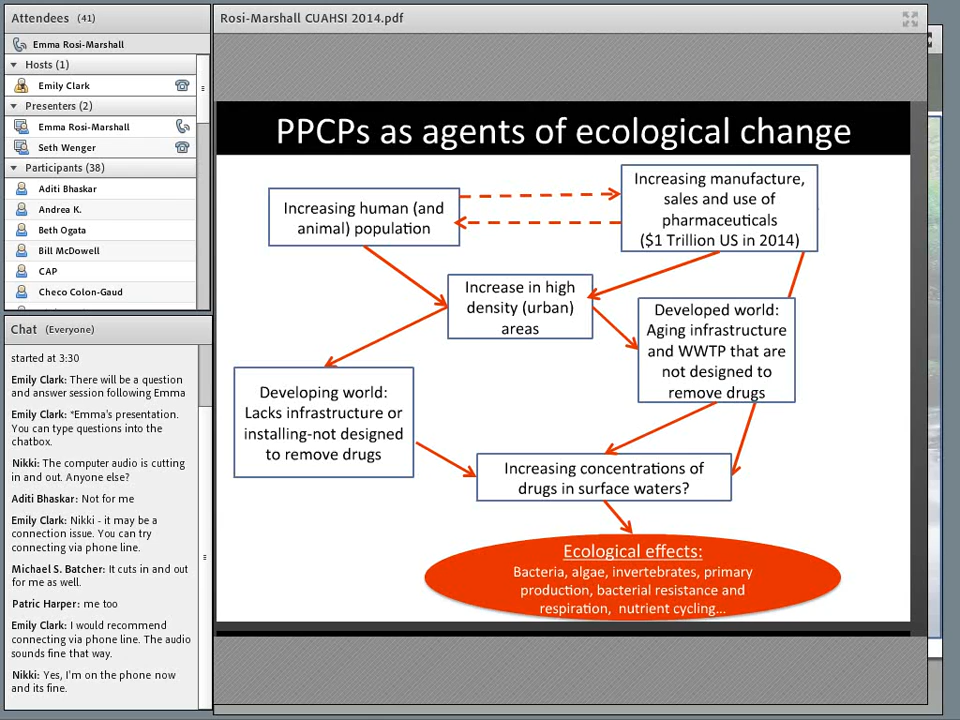 Attendees (41)
Emma Rosi-Marshall
Hosts (1)
Emily Clark
Presenters (2)
Emma Rosi-Marshall
Seth Wenger
Participants (38)
Aditi Bhaskar
Andrea K.
Beth Ogata
Bill McDowell
CAP
Checo Colon-Gaud
Chat (Everyone)
started at 3:30
Emily Clark: There will be a question
and answer session following Emma
Emily Clark: *Emma's presentation.
You can type questions into the
chatbox.
Nikki: The computer audio is cutting
in and out. Anyone else?
Aditi Bhaskar: Not for me
Emily Clark: Nikki - it may be a
connection issue. You can try
connecting via phone line.
Michael S. Batcher: It cuts in and out
for me as well.
Patric Harper: me too
Emily Clark: I would recommend
connecting via phone line. The audio
sounds fine that way.
Nikki: Yes, I'm on the phone now
and its fine.
Rosi-Marshall CUAHSI 2014.pdf
PPCPs as agents of ecological change
Increasing human (and
animal) population
Increasing manufacture,
sales and use of
pharmaceuticals
($1 Trillion US in 2014)
Increase in high
density (urban)
areas
Developed world:
Aging infrastructure
and WWTP that are
not designed to
remove drugs
Developing world:
Lacks infrastructure or
installing-not designed
to remove drugs
Increasing concentrations of
drugs in surface waters?
Ecological effects:
Bacteria, algae, invertebrates, primary
production, bacterial resistance and
respiration, nutrient cycling...